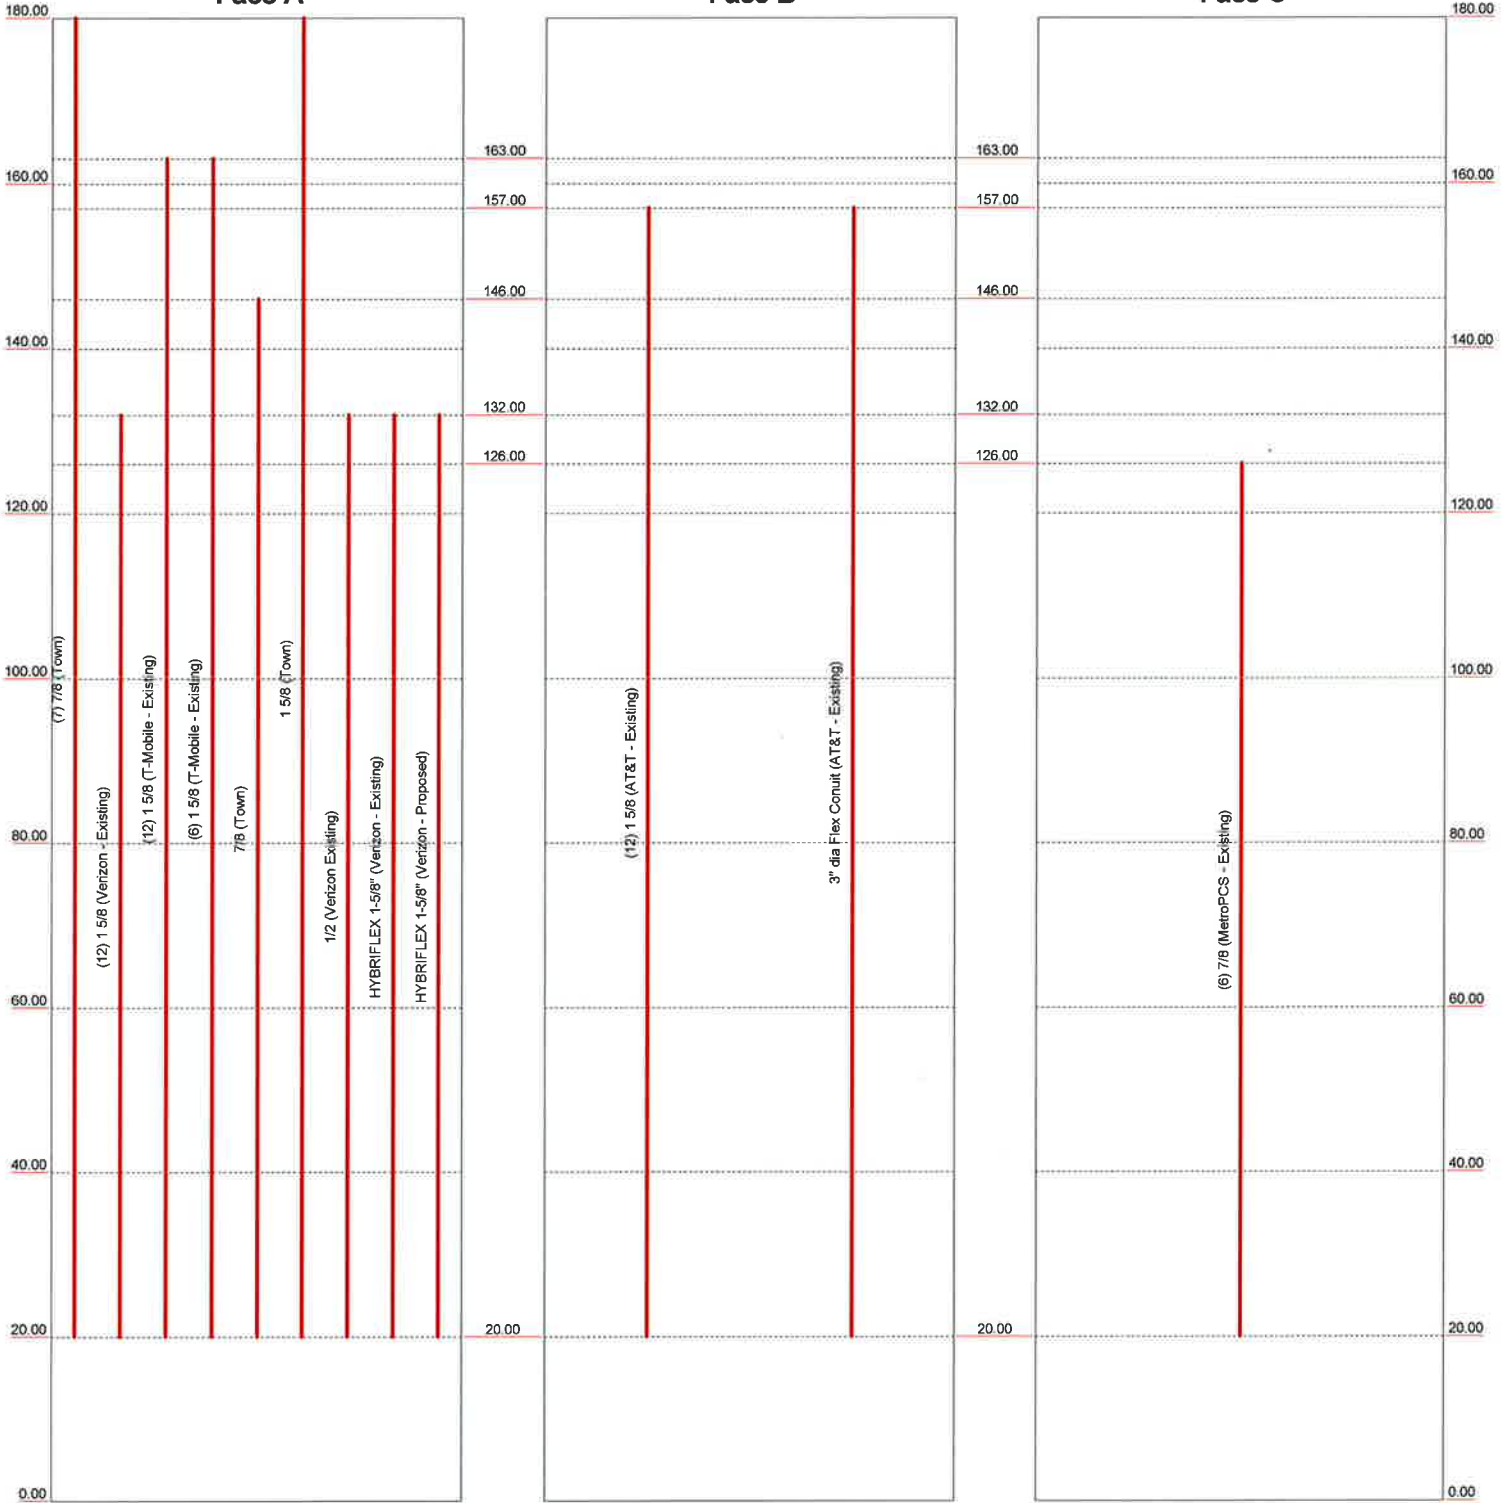 180.00
180.00
163.00
163.00
160.00
160.00
157.00
157.00
146.00
146.00
140.00
140.00
132.00
132.00
126.00
126.00
120.00
120.00
(7) 7/8 (Town)
(12) 1 5/8 (Verizon - Existing)
(12) 1 5/8 (T-Mobile - Existing)
(6) 1 5/8 (T-Mobile - Existing)
7/8 (Town)
1 5/8 (Town)
1/2 (Verizon Existing)
HYBRIFLEX 1-5/8" (Verizon - Existing)
HYBRIFLEX 1-5/8" (Verizon - Proposed)
(12) 1 5/8 (AT&T - Existing)
3" dia Flex Conuit (AT&T - Existing)
(6) 7/8 (MetroPCS - Existing)
100.00
100.00
80.00
80.00
60.00
60.00
40.00
40.00
20.00
20.00
20.00
20.00
0.00
0.00